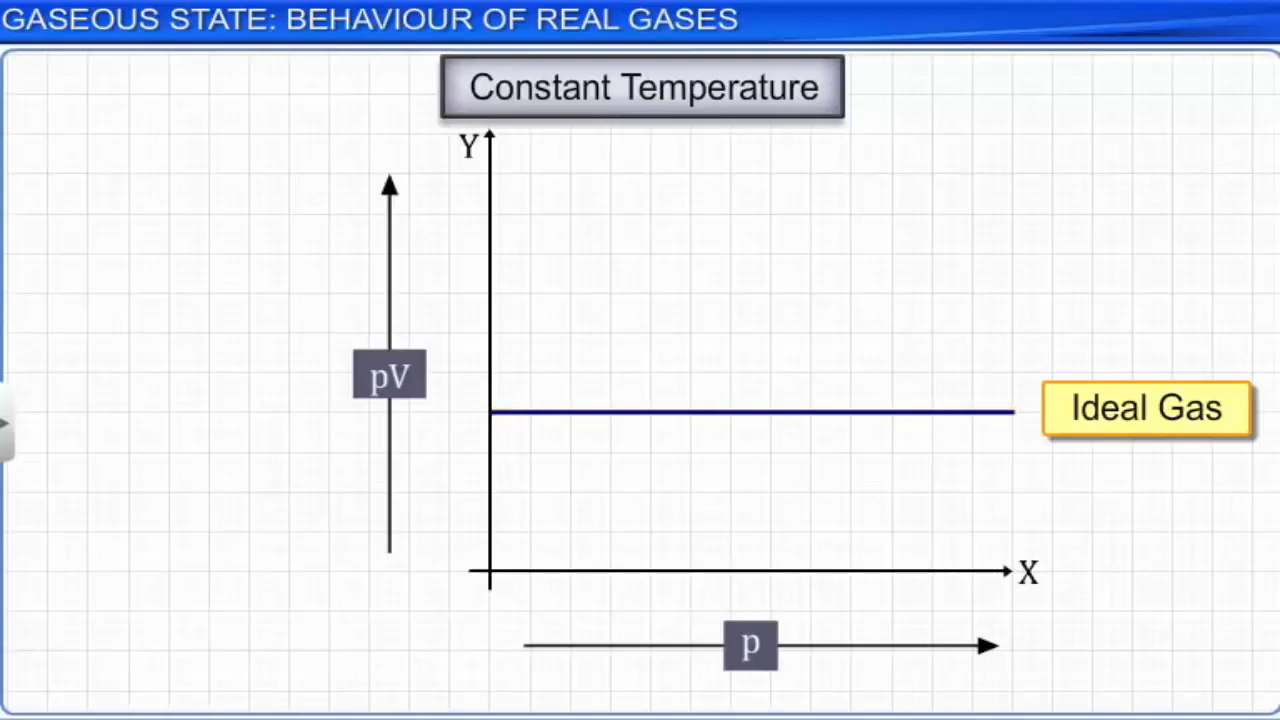 GASEOUS STATE: BEHAVIOUR OF REAL GASES
Constant Temperature
Y
pV
Ideal Gas
X
p